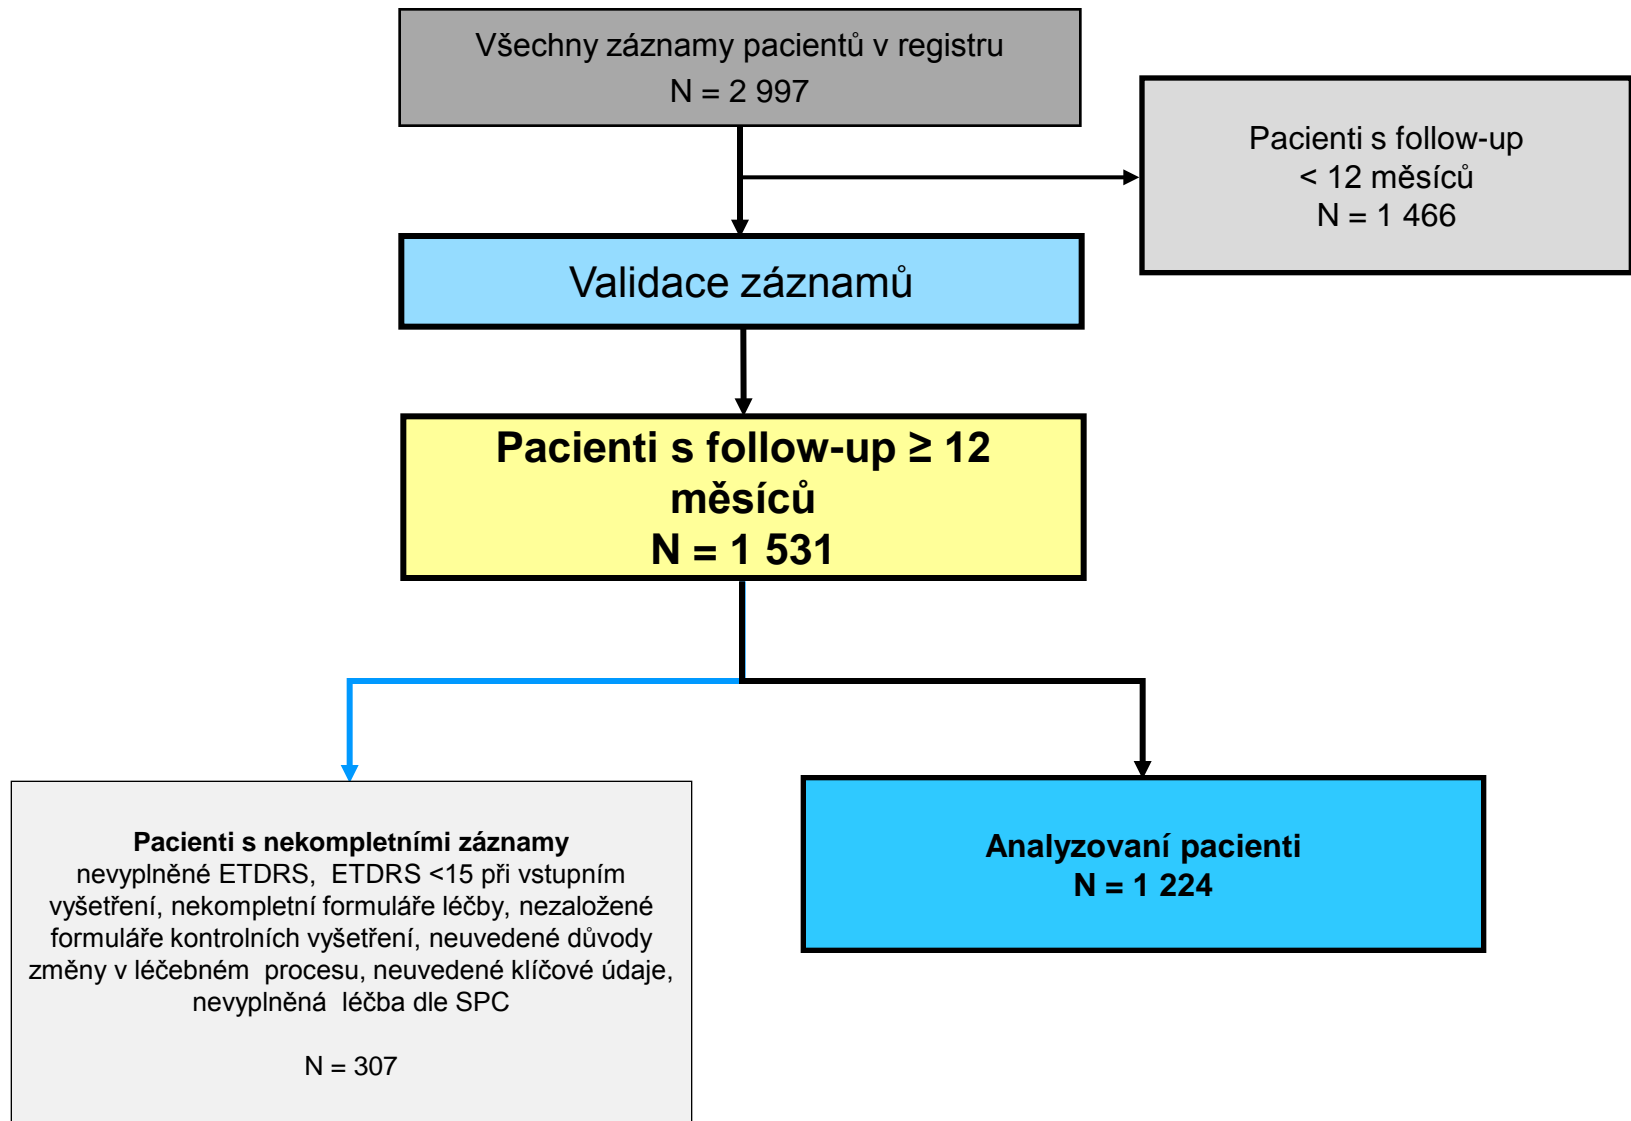 Všechny záznamy pacientů v registru
N = 2 997
Pacienti s follow-up
< 12 měsíců
N = 1 466
Validace záznamů
Pacienti s follow-up ≥ 12
měsíců
N = 1 531
Pacienti s nekompletními záznamy
nevyplněné ETDRS, ETDRS <15 při vstupním
vyšetření, nekompletní formuláře léčby, nezaložené
formuláře kontrolních vyšetření, neuvedené důvody
změny v léčebném procesu, neuvedené klíčové údaje,
nevyplněná léčba dle SPC
N = 307
Analyzovaní pacienti
N = 1 224